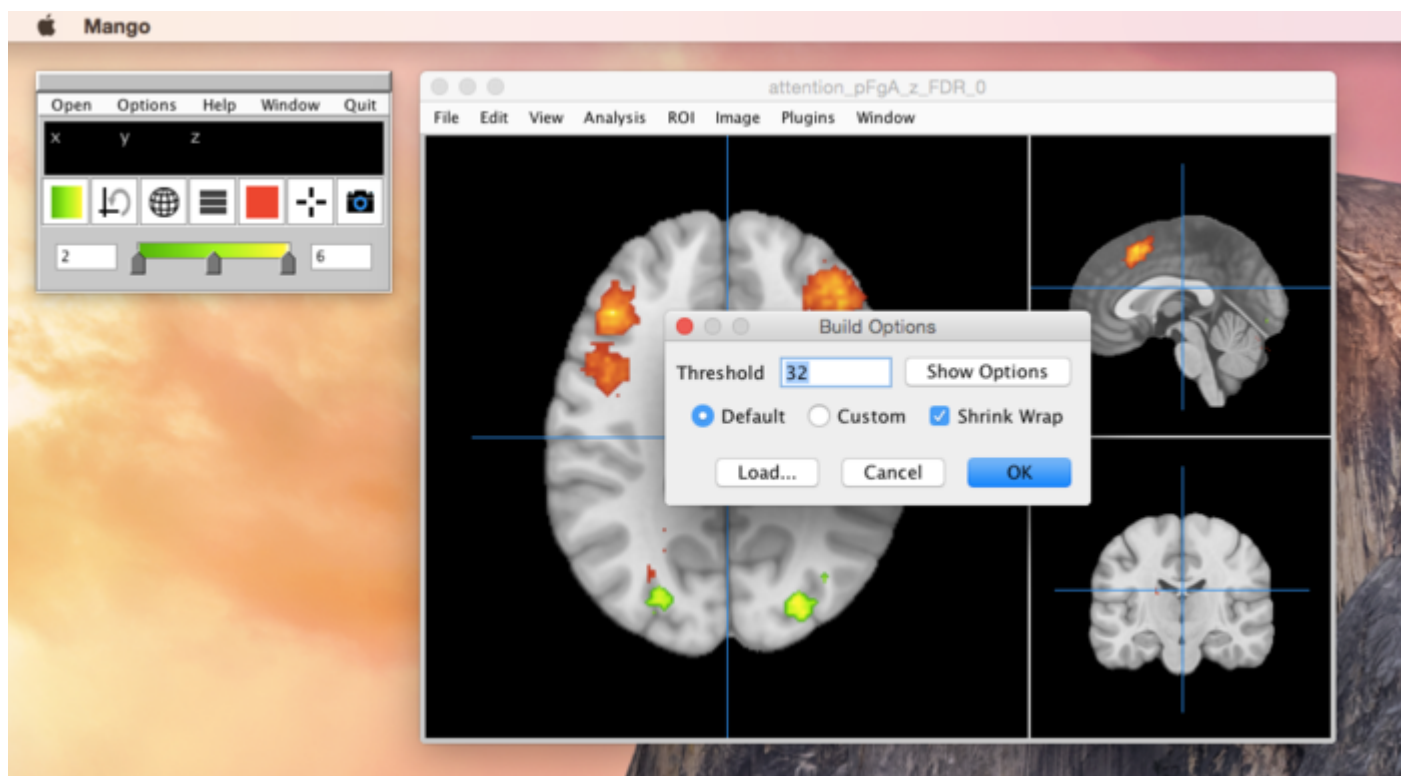 Mango
Open Options Help Window Quit
x y z
2 6
attention_pFgA_z_FDR_0
File Edit View Analysis ROI Image Plugins Window
Build Options
Threshold 32 Show Options
Default Custom Shrink Wrap
Load... Cancel OK